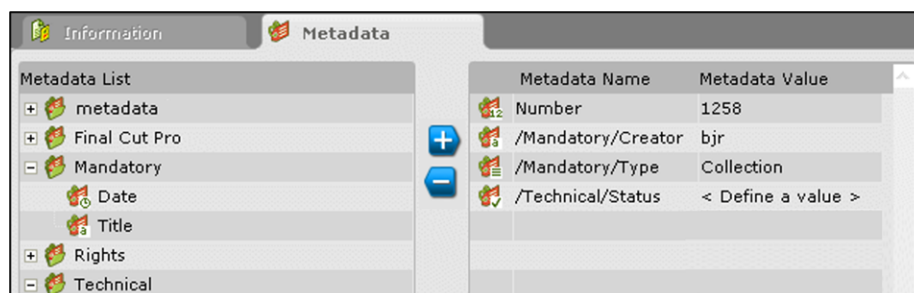 Information
Metadata
Metadata List
metadata
Final Cut Pro
Mandatory
Date
Title
Rights
Technical
Metadata Name Metadata Value
Number 1258
/Mandatory/Creator bjr
/Mandatory/Type Collection
/Technical/Status < Define a value >